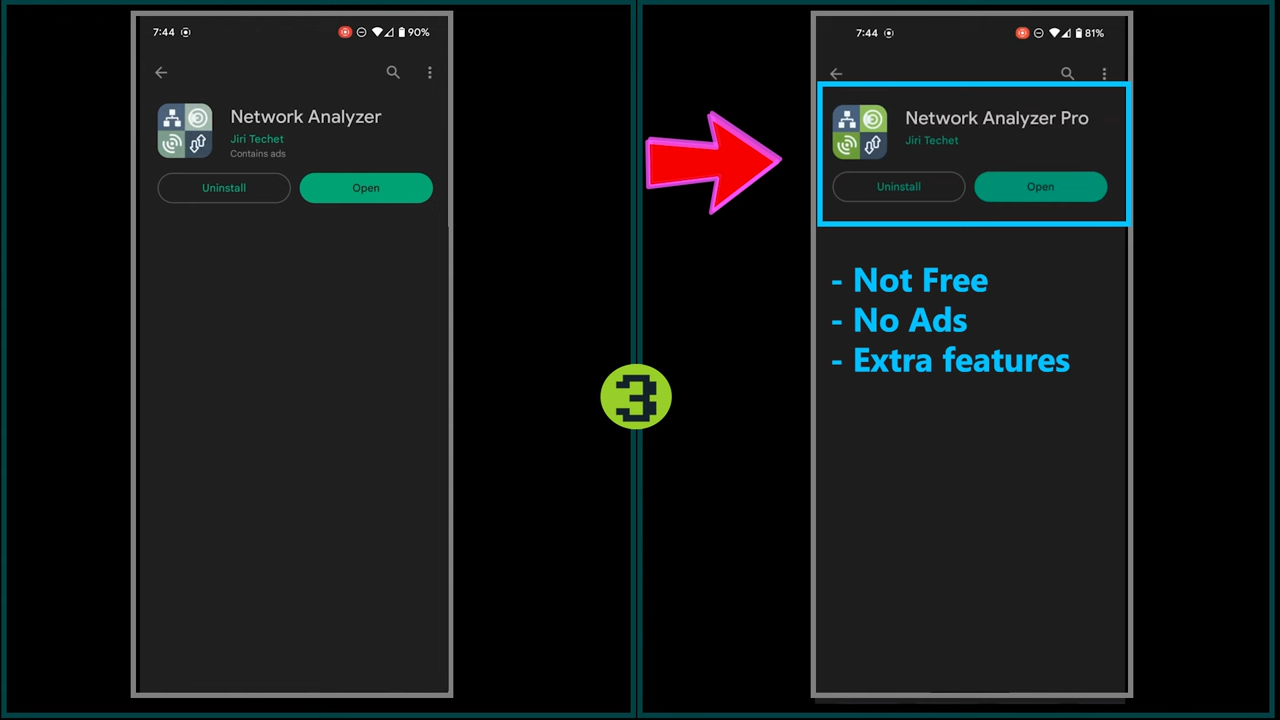 7:44
90%
Network Analyzer
Jiri Techet
Contains ads
Uninstall
Open
3
7:44
81%
Network Analyzer Pro
Jiri Techet
Uninstall
Open
- Not Free
- No Ads
- Extra features